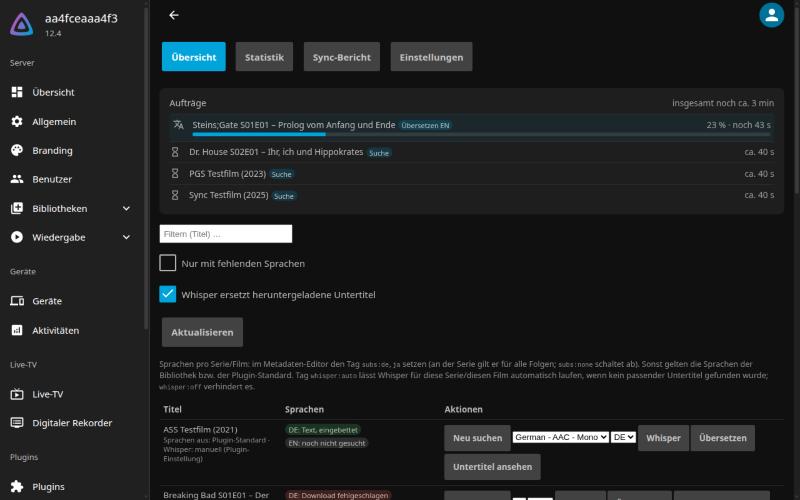 aa4fceaaa4f3
12.4
Server
Übersicht
Allgemein
Branding
Benutzer
Bibliotheken
Wiedergabe
Geräte
Geräte
Aktivitäten
Live-TV
Live-TV
Digitaler Rekorder
Plugins
Plugins
Übersicht Statistik Sync-Bericht Einstellungen
Aufträge insgesamt noch ca. 3 min
Steins;Gate S01E01 – Prolog vom Anfang und Ende Übersetzen EN 23 % · noch 43 s
Dr. House S02E01 – Ihr, ich und Hippokrates Suche ca. 40 s
PGS Testfilm (2023) Suche ca. 40 s
Sync Testfilm (2025) Suche ca. 40 s
Filtern (Titel) ...
Nur mit fehlenden Sprachen
Whisper ersetzt heruntergeladene Untertitel
Aktualisieren
Sprachen pro Serie/Film: im Metadaten-Editor den Tag subs:de,ja setzen (an der Serie gilt er für alle Folgen; subs:none schaltet ab). Sonst gelten die Sprachen der
Bibliothek bzw. der Plugin-Standard. Tag whisper:auto lässt Whisper für diese Serie/diesen Film automatisch laufen, wenn kein passender Untertitel gefunden wurde;
whisper:off verhindert es.
Titel Sprachen Aktionen
ASS Testfilm (2021)
Sprachen aus: Plugin-Standard ·
Whisper: manuell (Plugin-
Einstellung)
DE: Text, eingebettet
EN: noch nicht gesucht
Neu suchen German - AAC - Mono DE Whisper Übersetzen
Untertitel ansehen
Breaking Bad S01E01 – Der DE: Download fehlgeschlagen